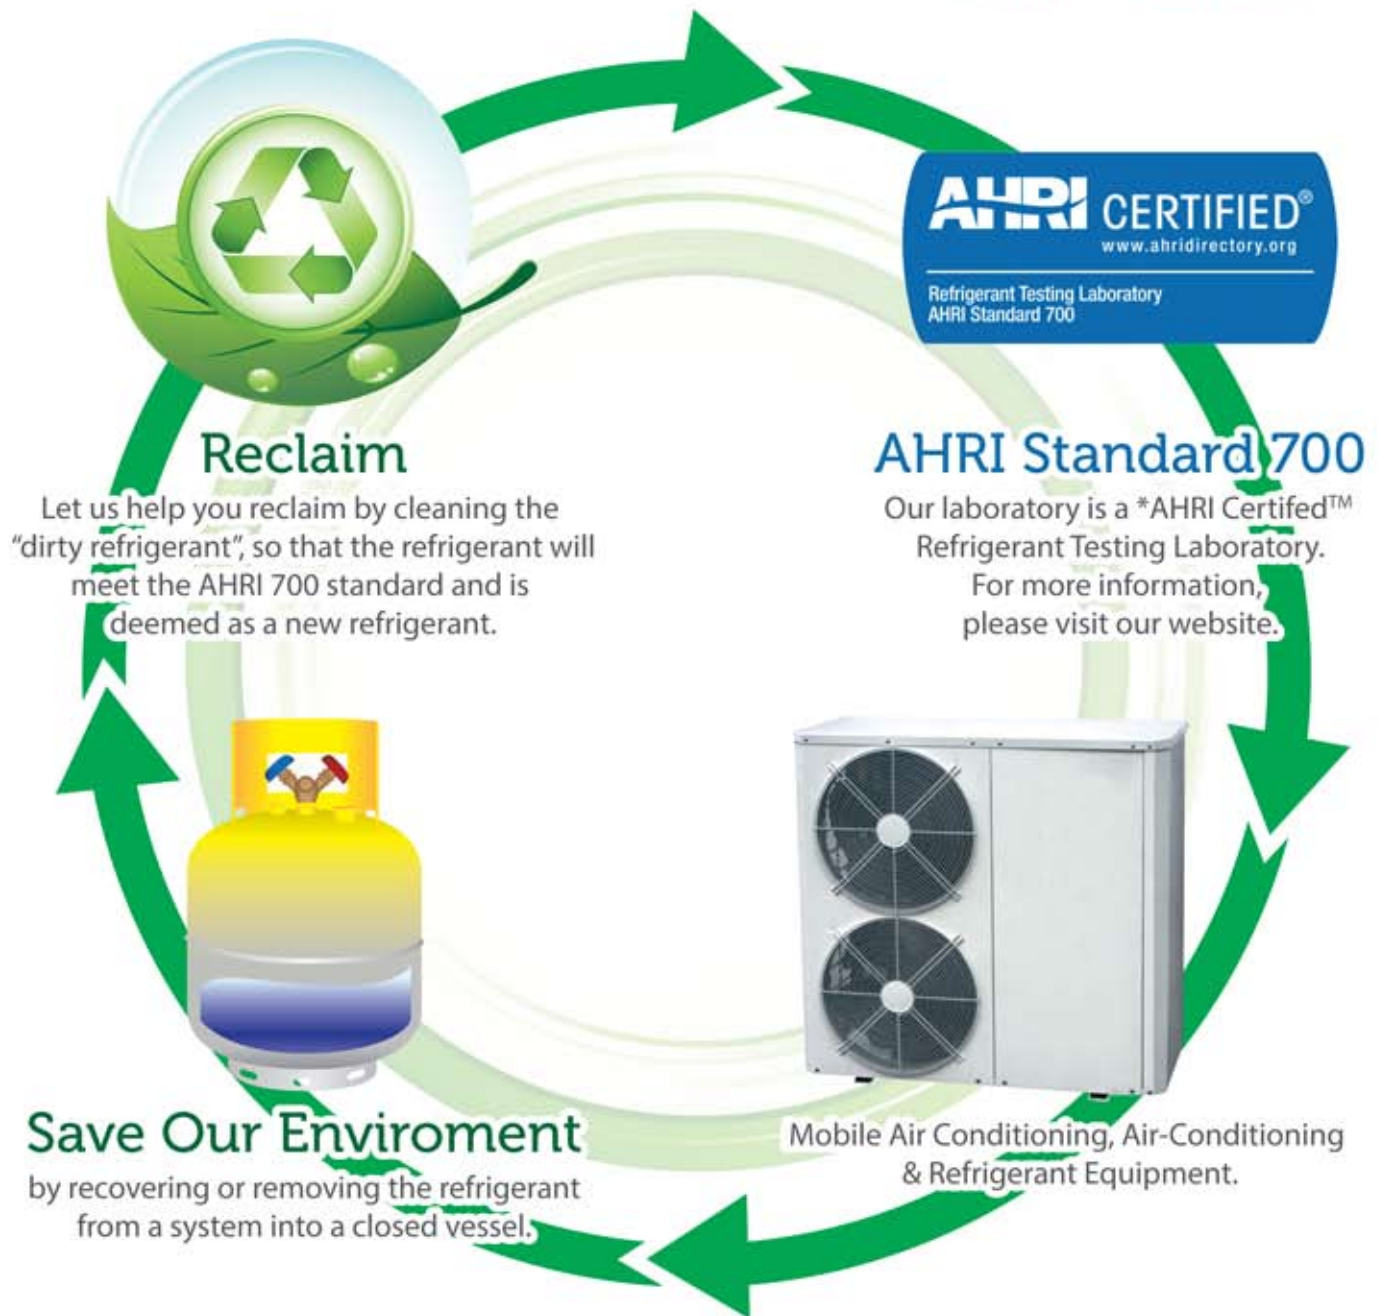 AHRI CERTIFIED®
www.ahridirectory.org
Refrigerant Testing Laboratory
AHRI Standard 700
Reclaim
Let us help you reclaim by cleaning the
“dirty refrigerant”, so that the refrigerant will
meet the AHRI 700 standard and is
deemed as a new refrigerant.
AHRI Standard 700
Our laboratory is a *AHRI Certifed™
Refrigerant Testing Laboratory.
For more information,
please visit our website.
Save Our Enviroment
by recovering or removing the refrigerant
from a system into a closed vessel.
Mobile Air Conditioning, Air-Conditioning
& Refrigerant Equipment.